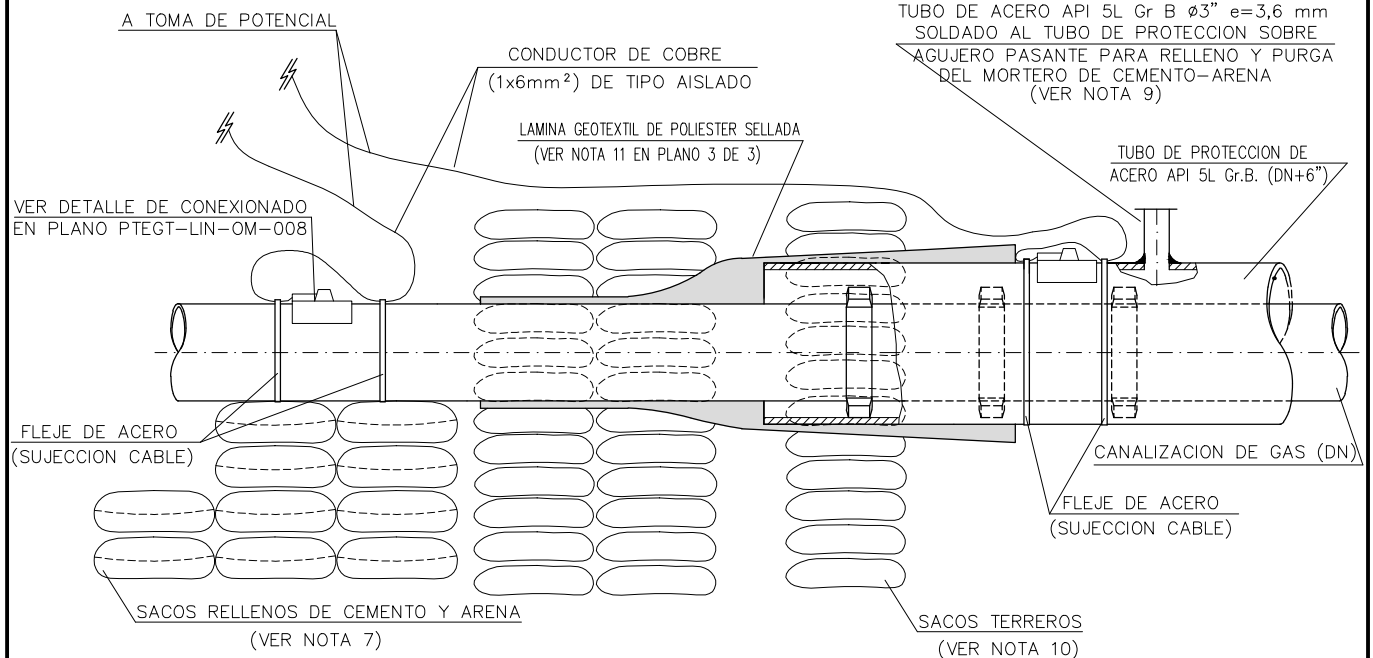 A TOMA DE POTENCIAL
CONDUCTOR DE COBRE
(1x6mm²) DE TIPO AISLADO
TUBO DE ACERO API 5L Gr B ø3" e=3,6 mm
SOLDADO AL TUBO DE PROTECCION SOBRE
AGUJERO PASANTE PARA RELLENO Y PURGA
DEL MORTERO DE CEMENTO-ARENA
(VER NOTA 9)
LAMINA GEOTEXTIL DE POLIESTER SELLADA
(VER NOTA 11 EN PLANO 3 DE 3)
TUBO DE PROTECCION DE
ACERO API 5L Gr.B. (DN+6")
VER DETALLE DE CONEXIONADO
EN PLANO PTEGT-LIN-OM-008
FLEJE DE ACERO
(SUJECCION CABLE)
CANALIZACION DE GAS (DN)
FLEJE DE ACERO
(SUJECCION CABLE)
SACOS RELLENOS DE CEMENTO Y ARENA
(VER NOTA 7)
SACOS TERREROS
(VER NOTA 10)